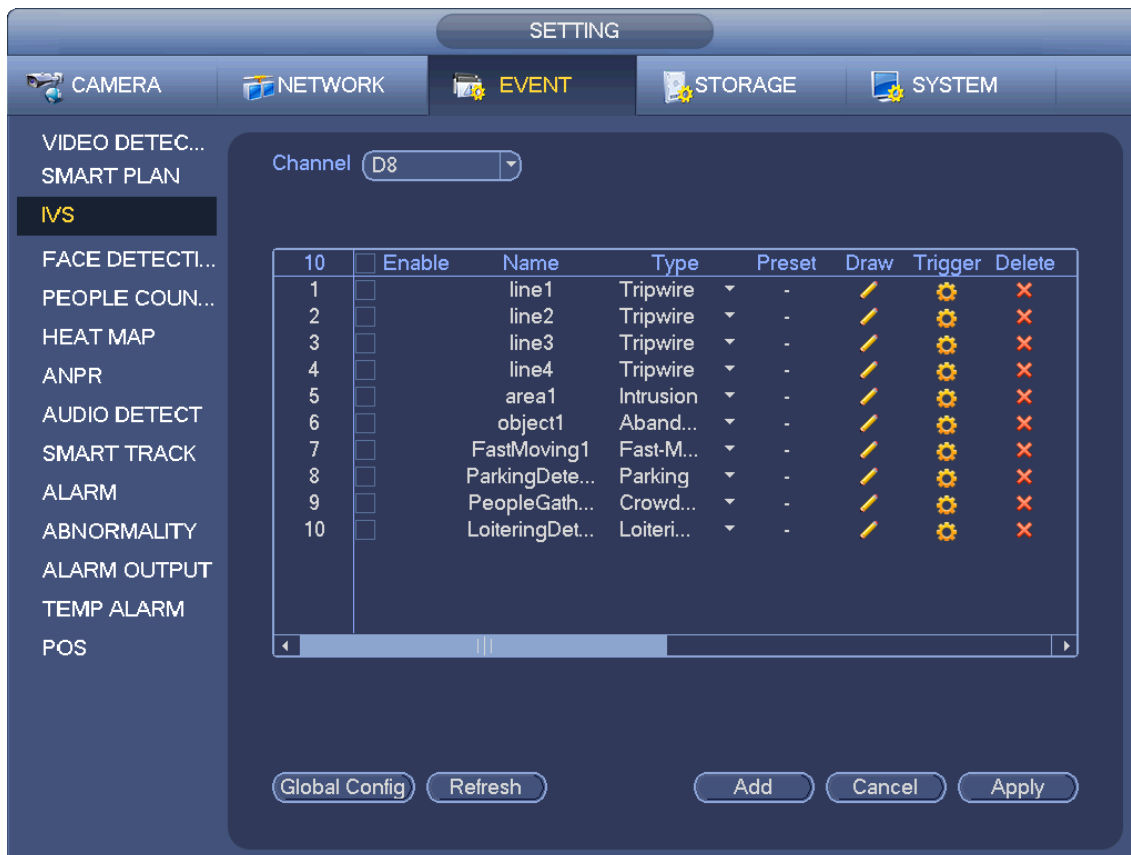 SETTING
CAMERA NETWORK EVENT STORAGE SYSTEM
VIDEO DETEC...
SMART PLAN
IVS
FACE DETECTI...
PEOPLE COUN...
HEAT MAP
ANPR
AUDIO DETECT
SMART TRACK
ALARM
ABNORMALITY
ALARM OUTPUT
TEMP ALARM
POS
Channel D8
10 Enable Name Type Preset Draw Trigger Delete
1 line1 Tripwire -
2 line2 Tripwire -
3 line3 Tripwire -
4 line4 Tripwire -
5 area1 Intrusion -
6 object1 Aband... -
7 FastMoving1 Fast-M... -
8 ParkingDete... Parking -
9 PeopleGath... Crowd... -
10 LoiteringDet... Loiteri... -
Global Config Refresh Add Cancel Apply